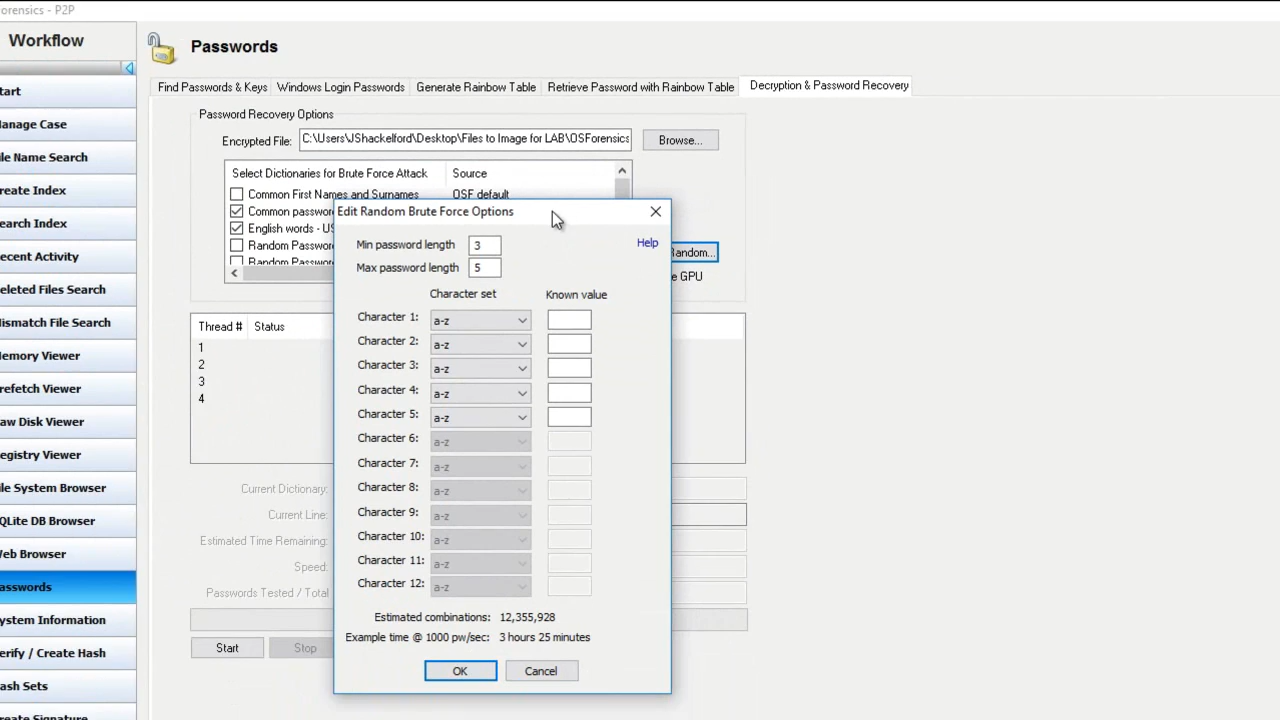 orensics - P2P
Workflow
tart
anage Case
le Name Search
reate Index
earch Index
ecent Activity
eleted Files Search
ismatch File Search
emory Viewer
refetch Viewer
aw Disk Viewer
egistry Viewer
ile System Browser
QLite DB Browser
Web Browser
asswords
ystem Information
erify / Create Hash
ash Sets
reate Signature
Passwords
Find Passwords & Keys
Windows Login Passwords
Generate Rainbow Table
Retrieve Password with Rainbow Table
Decryption & Password Recovery
Password Recovery Options
Encrypted File: C:\Users\JShackelford\Desktop\Files to Image for LAB\OSForensics
Browse...
Select Dictionaries for Brute Force Attack Source
Common First Names and Surnames OSF default
Common password
English words - US
Random Passwor
Random Passwor
Random...
e GPU
Thread # Status
1
2
3
4
Current Dictionary:
Current Line:
Estimated Time Remaining:
Speed:
Passwords Tested / Total
Start
Stop
Edit Random Brute Force Options
Help
Min password length 3
Max password length 5
Character set Known value
Character 1: a-z
Character 2: a-z
Character 3: a-z
Character 4: a-z
Character 5: a-z
Character 6: a-z
Character 7: a-z
Character 8: a-z
Character 9: a-z
Character 10: a-z
Character 11: a-z
Character 12: a-z
Estimated combinations: 12,355,928
Example time @ 1000 pw/sec: 3 hours 25 minutes
OK
Cancel